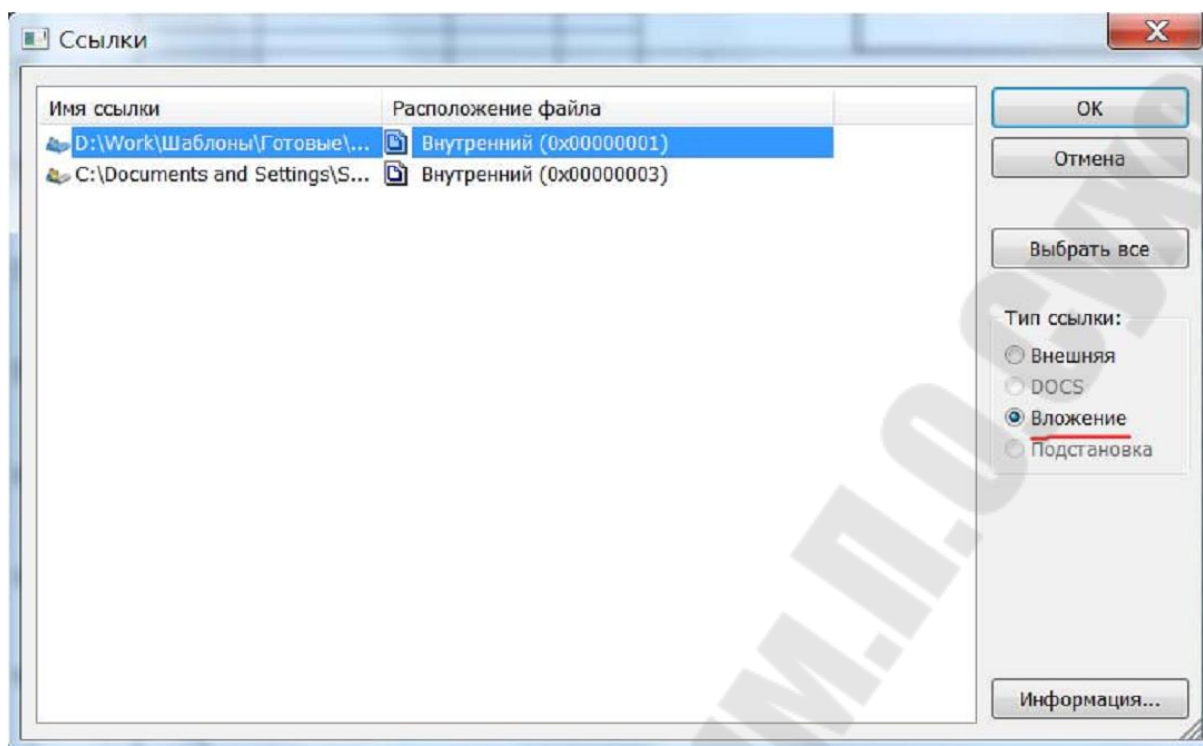 Ссылки
Имя ссылки Расположение файла
D:\Work\Шаблоны\Готовые\... Внутренний (0x00000001)
C:\Documents and Settings\S... Внутренний (0x00000003)
OK
Отмена
Выбрать все
Тип ссылки:
Внешняя
DOCS
Вложение
Подстановка
Информация...